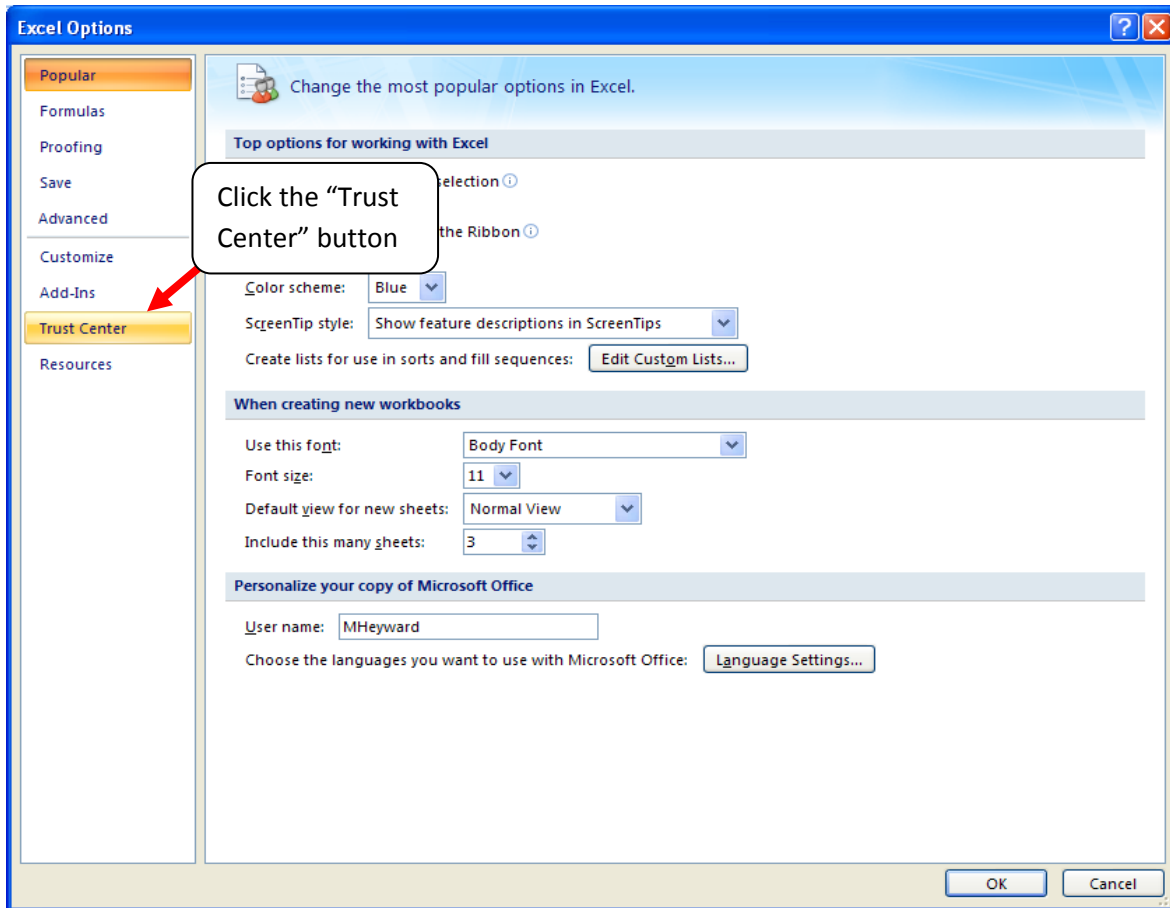 Excel Options
?
X
Popular
Formulas
Proofing
Save
Advanced
Customize
Add-Ins
Trust Center
Resources
Change the most popular options in Excel.
Top options for working with Excel
selection
Click the “Trust
Center” button
the Ribbon
Color scheme: Blue
ScreenTip style: Show feature descriptions in ScreenTips
Create lists for use in sorts and fill sequences: Edit Custom Lists...
When creating new workbooks
Use this font: Body Font
Font size: 11
Default view for new sheets: Normal View
Include this many sheets: 3
Personalize your copy of Microsoft Office
User name: MHeyward
Choose the languages you want to use with Microsoft Office: Language Settings...
OK Cancel